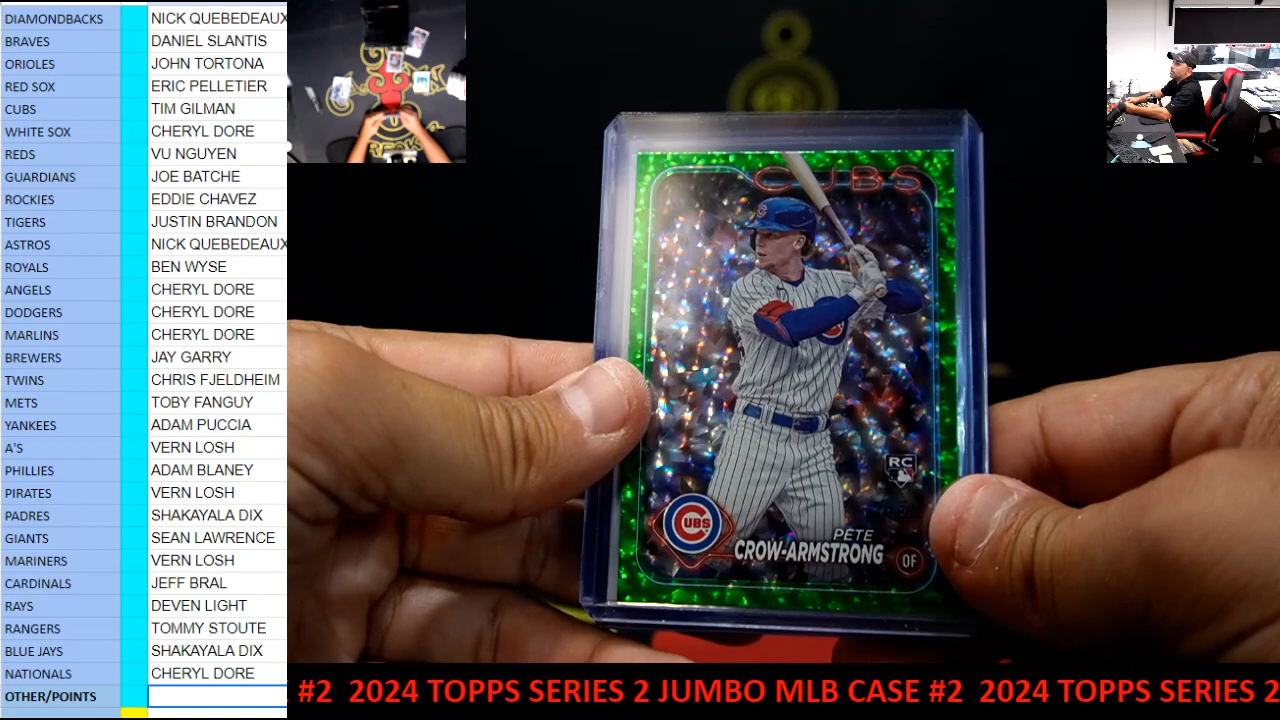 DIAMONDBACKS NICK QUEBEDEAUX
BRAVES DANIEL SLANTIS
ORIOLES JOHN TORTONA
RED SOX ERIC PELLETIER
CUBS TIM GILMAN
WHITE SOX CHERYL DORE
REDS VU NGUYEN
GUARDIANS JOE BATCHE
ROCKIES EDDIE CHAVEZ
TIGERS JUSTIN BRANDON
ASTROS NICK QUEBEDEAUX
ROYALS BEN WYSE
ANGELS CHERYL DORE
DODGERS CHERYL DORE
MARLINS CHERYL DORE
BREWERS JAY GARRY
TWINS CHRIS FJELDHEIM
METS TOBY FANGUY
YANKEES ADAM PUCCIA
A'S VERN LOSH
PHILLIES ADAM BLANEY
PIRATES VERN LOSH
PADRES SHAKAYALA DIX
GIANTS SEAN LAWRENCE
MARINERS VERN LOSH
CARDINALS JEFF BRAL
RAYS DEVEN LIGHT
RANGERS TOMMY STOUTE
BLUE JAYS SHAKAYALA DIX
NATIONALS CHERYL DORE
OTHER/POINTS
CUBS
RC
CUBS
PETE
CROW-ARMSTRONG OF
#2 2024 TOPPS SERIES 2 JUMBO MLB CASE #2 2024 TOPPS SERIES 2